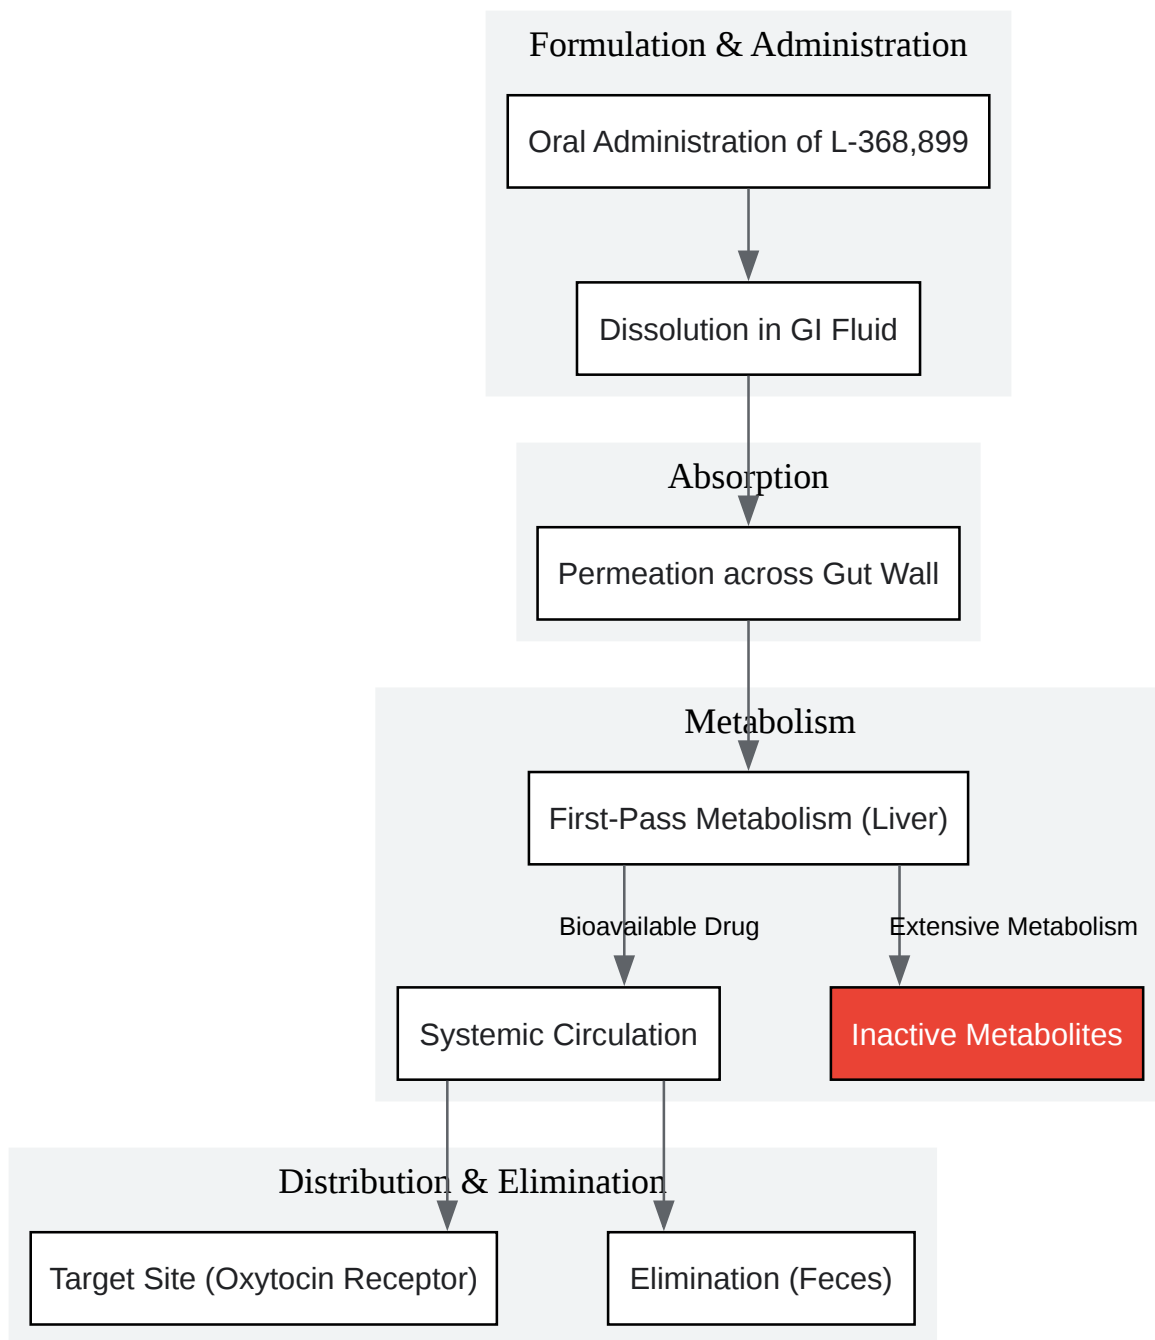 Formulation & Administration
Oral Administration of L-368,899
Dissolution in GI Fluid
Absorption
Permeation across Gut Wall
Metabolism
First-Pass Metabolism (Liver)
Bioavailable Drug
Extensive Metabolism
Systemic Circulation
Inactive Metabolites
Distribution & Elimination
Target Site (Oxytocin Receptor)
Elimination (Feces)